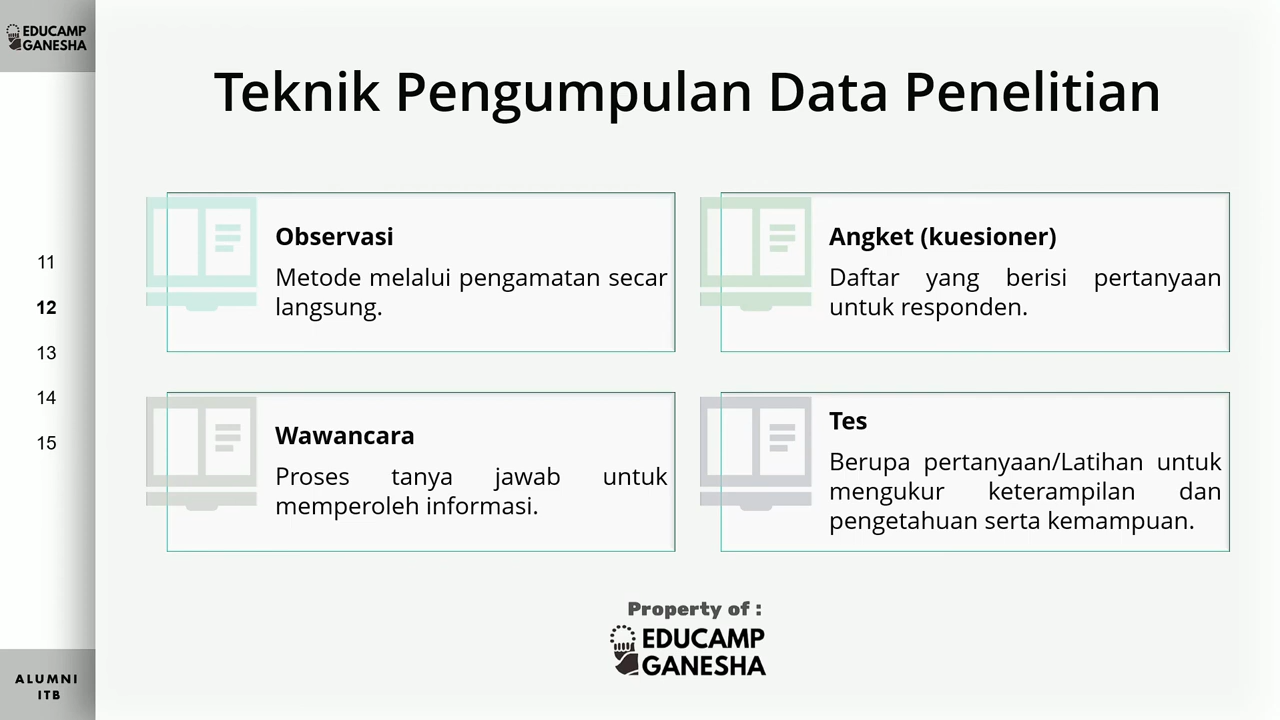 EDUCAMP
GANESHA
Teknik Pengumpulan Data Penelitian
Observasi
Metode melalui pengamatan secar
langsung.
Angket (kuesioner)
Daftar yang berisi pertanyaan
untuk responden.
11
12
13
14
15
Wawancara
Proses tanya jawab untuk
memperoleh informasi.
Tes
Berupa pertanyaan/Latihan untuk
mengukur keterampilan dan
pengetahuan serta kemampuan.
Property of :
EDUCAMP
GANESHA
ALUMNI
ITB